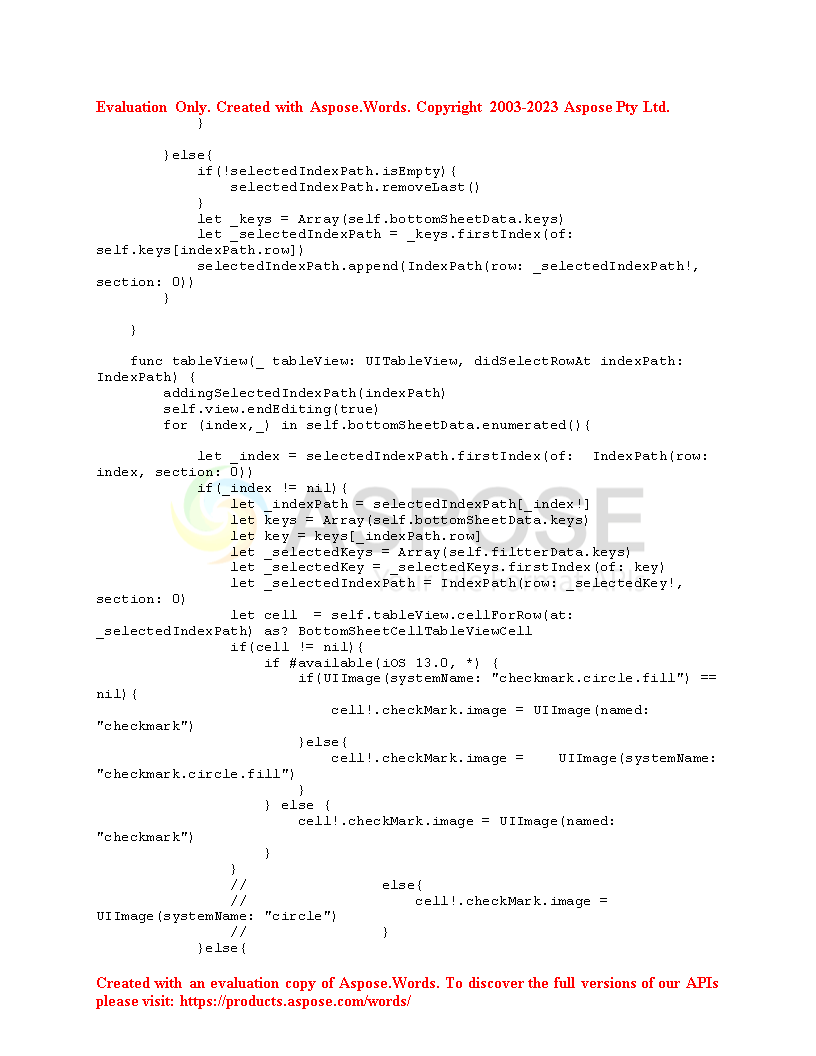 Evaluation Only. Created with Aspose.Words. Copyright 2003-2023 Aspose Pty Ltd.
            }

        }else{
            if(!selectedIndexPath.isEmpty){
                selectedIndexPath.removeLast()
            }
            let _keys = Array(self.bottomSheetData.keys)
            let _selectedIndexPath = _keys.firstIndex(of:
self.keys[indexPath.row])
            selectedIndexPath.append(IndexPath(row: _selectedIndexPath!,
section: 0))
        }

    }

    func tableView(_ tableView: UITableView, didSelectRowAt indexPath:
IndexPath) {
        addingSelectedIndexPath(indexPath)
        self.view.endEditing(true)
        for (index,_) in self.bottomSheetData.enumerated(){

            let _index = selectedIndexPath.firstIndex(of:  IndexPath(row:
index, section: 0))
            if(_index != nil){
                let _indexPath = selectedIndexPath[_index!]
                let keys = Array(self.bottomSheetData.keys)
                let key = keys[_indexPath.row]
                let _selectedKeys = Array(self.filtterData.keys)
                let _selectedKey = _selectedKeys.firstIndex(of: key)
                let _selectedIndexPath = IndexPath(row: _selectedKey!,
section: 0)
                let cell  = self.tableView.cellForRow(at:
_selectedIndexPath) as? BottomSheetCellTableViewCell
                if(cell != nil){
                    if #available(iOS 13.0, *) {
                        if(UIImage(systemName: "checkmark.circle.fill") ==
nil){
                            cell!.checkMark.image = UIImage(named:
"checkmark")
                        }else{
                            cell!.checkMark.image =    UIImage(systemName:
"checkmark.circle.fill")
                        }
                    } else {
                        cell!.checkMark.image = UIImage(named:
"checkmark")
                    }
                }
                //                else{
                //                    cell!.checkMark.image =
UIImage(systemName: "circle")
                //                }
            }else{
ASPOSE
Created with an evaluation copy of Aspose.Words. To discover the full versions of our APIs
please visit: https://products.aspose.com/words/